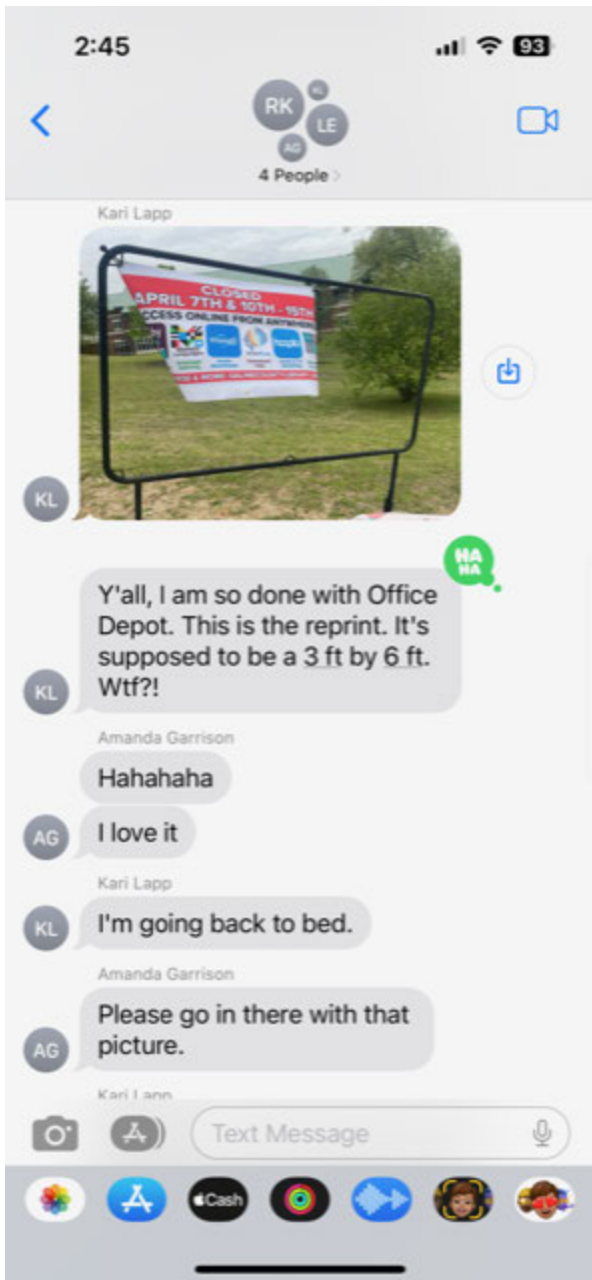 2:45
93
RK
KL
LE
AG
4 People
Kari Lapp
CLOSED
APRIL 7TH & 10TH - 15TH
ACCESS ONLINE FROM ANYWHERE
hoopla
KL
HA
HA
Y'all, I am so done with Office
Depot. This is the reprint. It's
supposed to be a 3 ft by 6 ft.
Wtf?!
KL
Amanda Garrison
Hahahaha
I love it
AG
Kari Lapp
I'm going back to bed.
KL
Amanda Garrison
Please go in there with that
picture.
AG
Kari Lapp
Text Message
Cash